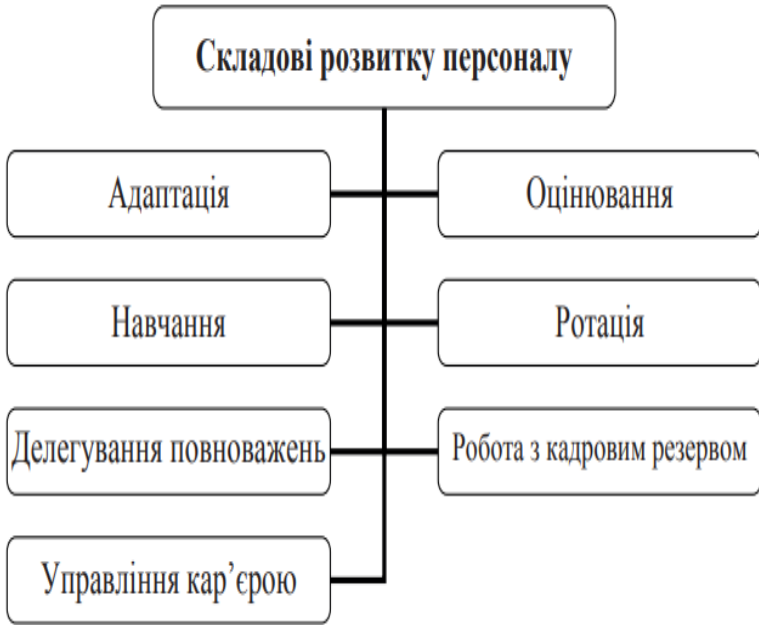 Складові розвитку персоналу
Адаптація
Оцінювання
Навчання
Ротація
Делегування повноважень
Робота з кадровим резервом
Управління кар’єрою